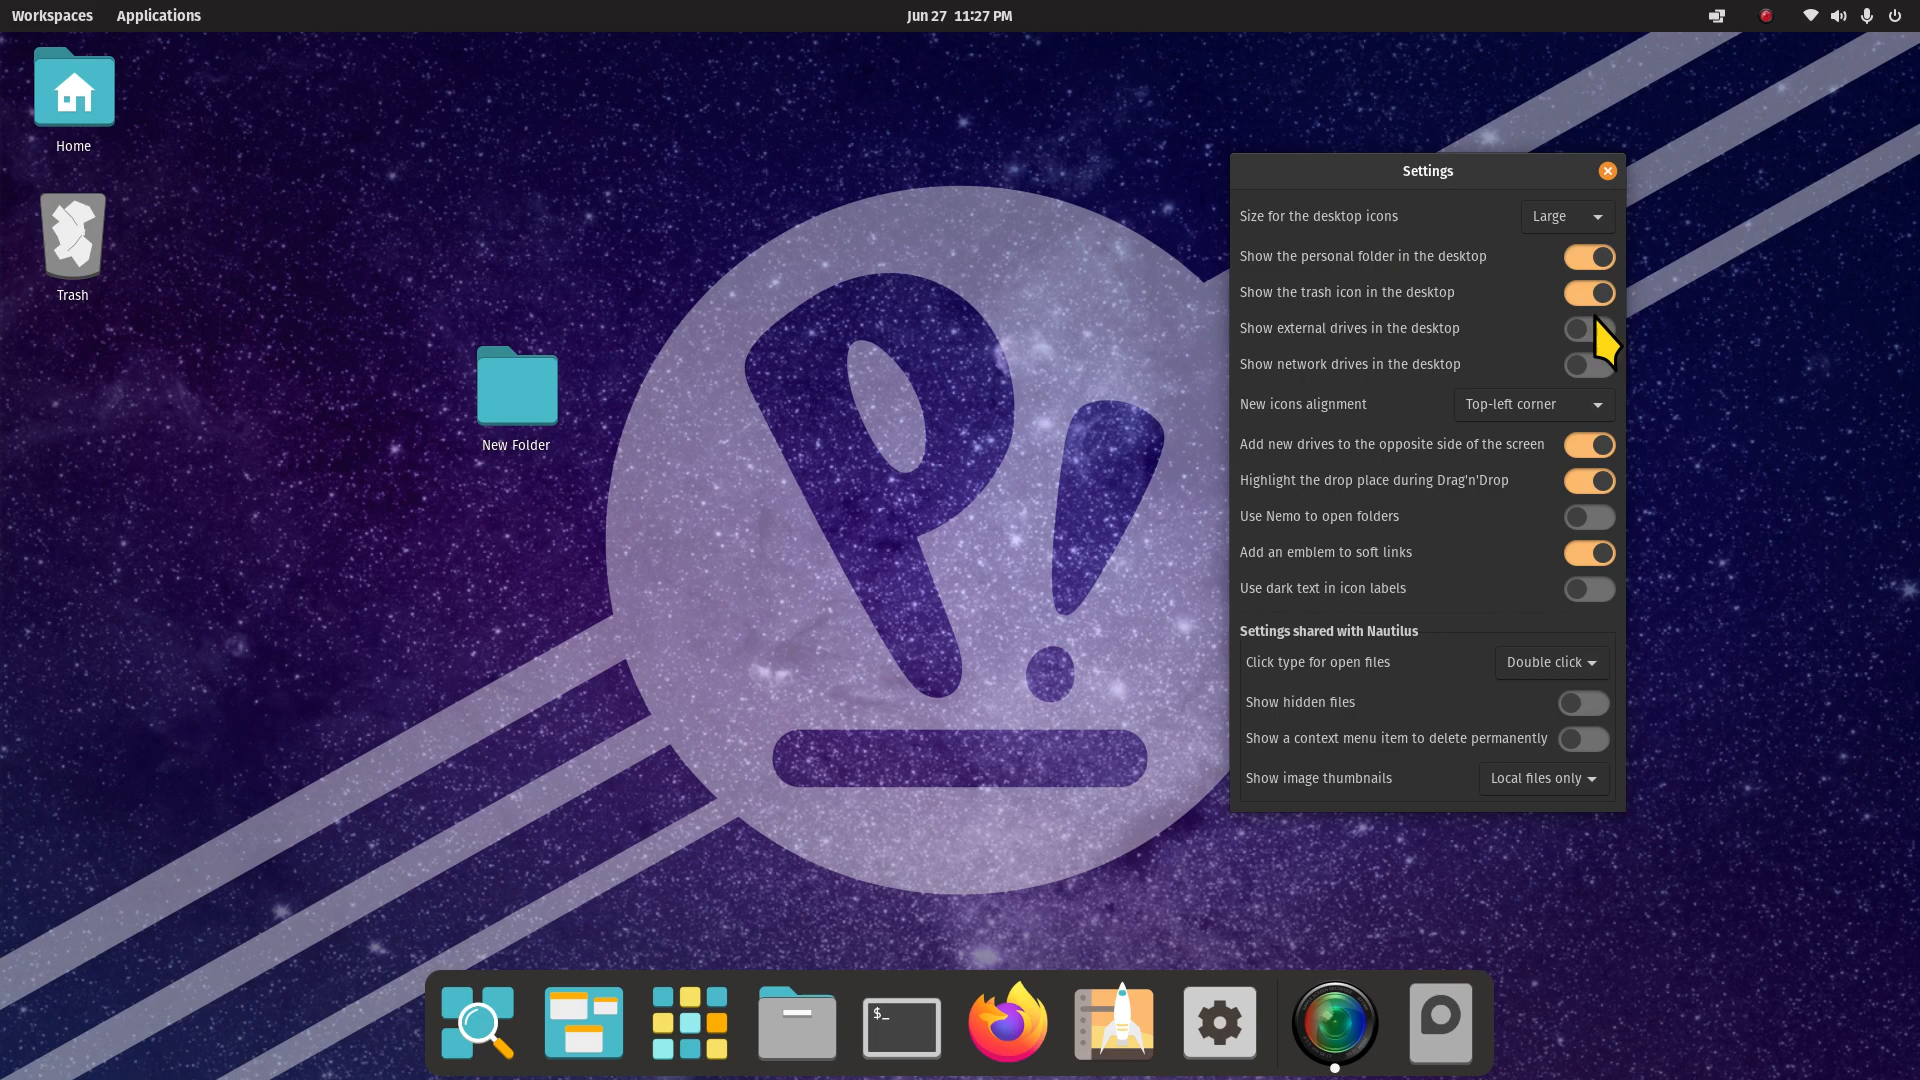 Workspaces Applications Jun 27 11:27 PM
Home
Trash
New Folder
Settings
Size for the desktop icons Large
Show the personal folder in the desktop
Show the trash icon in the desktop
Show external drives in the desktop
Show network drives in the desktop
New icons alignment Top-left corner
Add new drives to the opposite side of the screen
Highlight the drop place during Drag'n'Drop
Use Nemo to open folders
Add an emblem to soft links
Use dark text in icon labels
Settings shared with Nautilus
Click type for open files Double click
Show hidden files
Show a context menu item to delete permanently
Show image thumbnails Local files only
$_